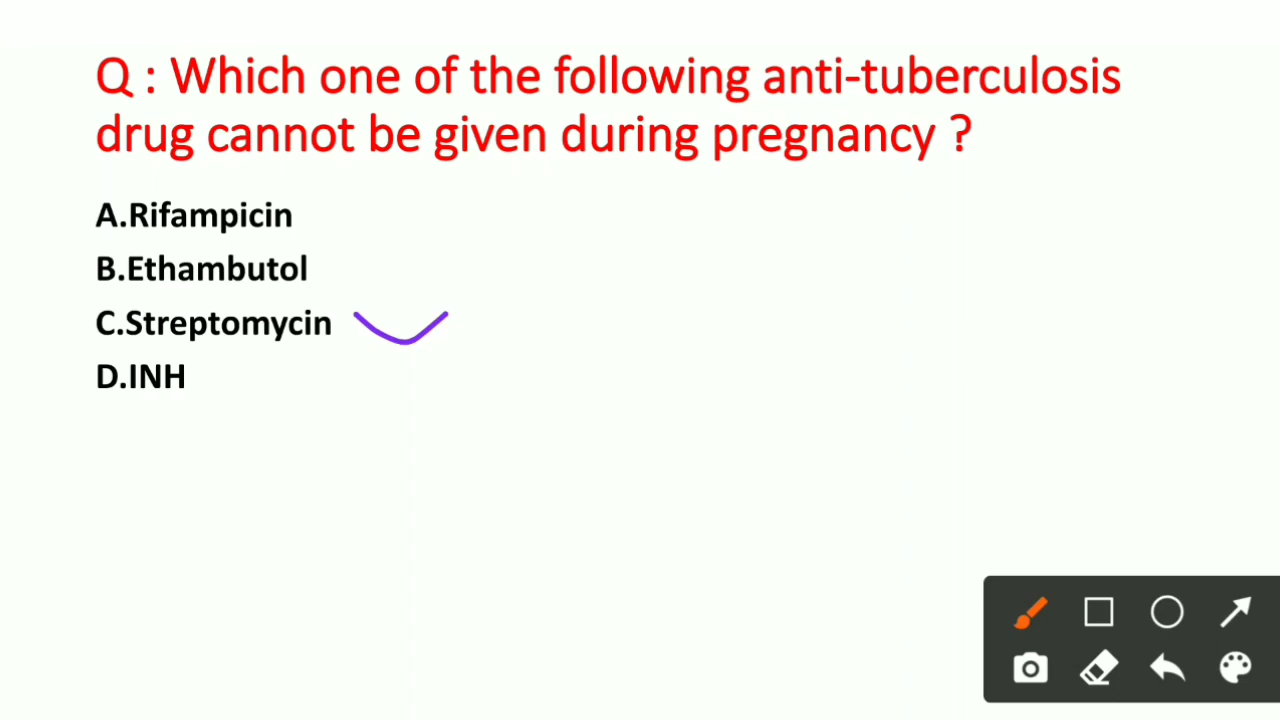 Q : Which one of the following anti-tuberculosis
drug cannot be given during pregnancy ?
A.Rifampicin
B.Ethambutol
C.Streptomycin
D.INH